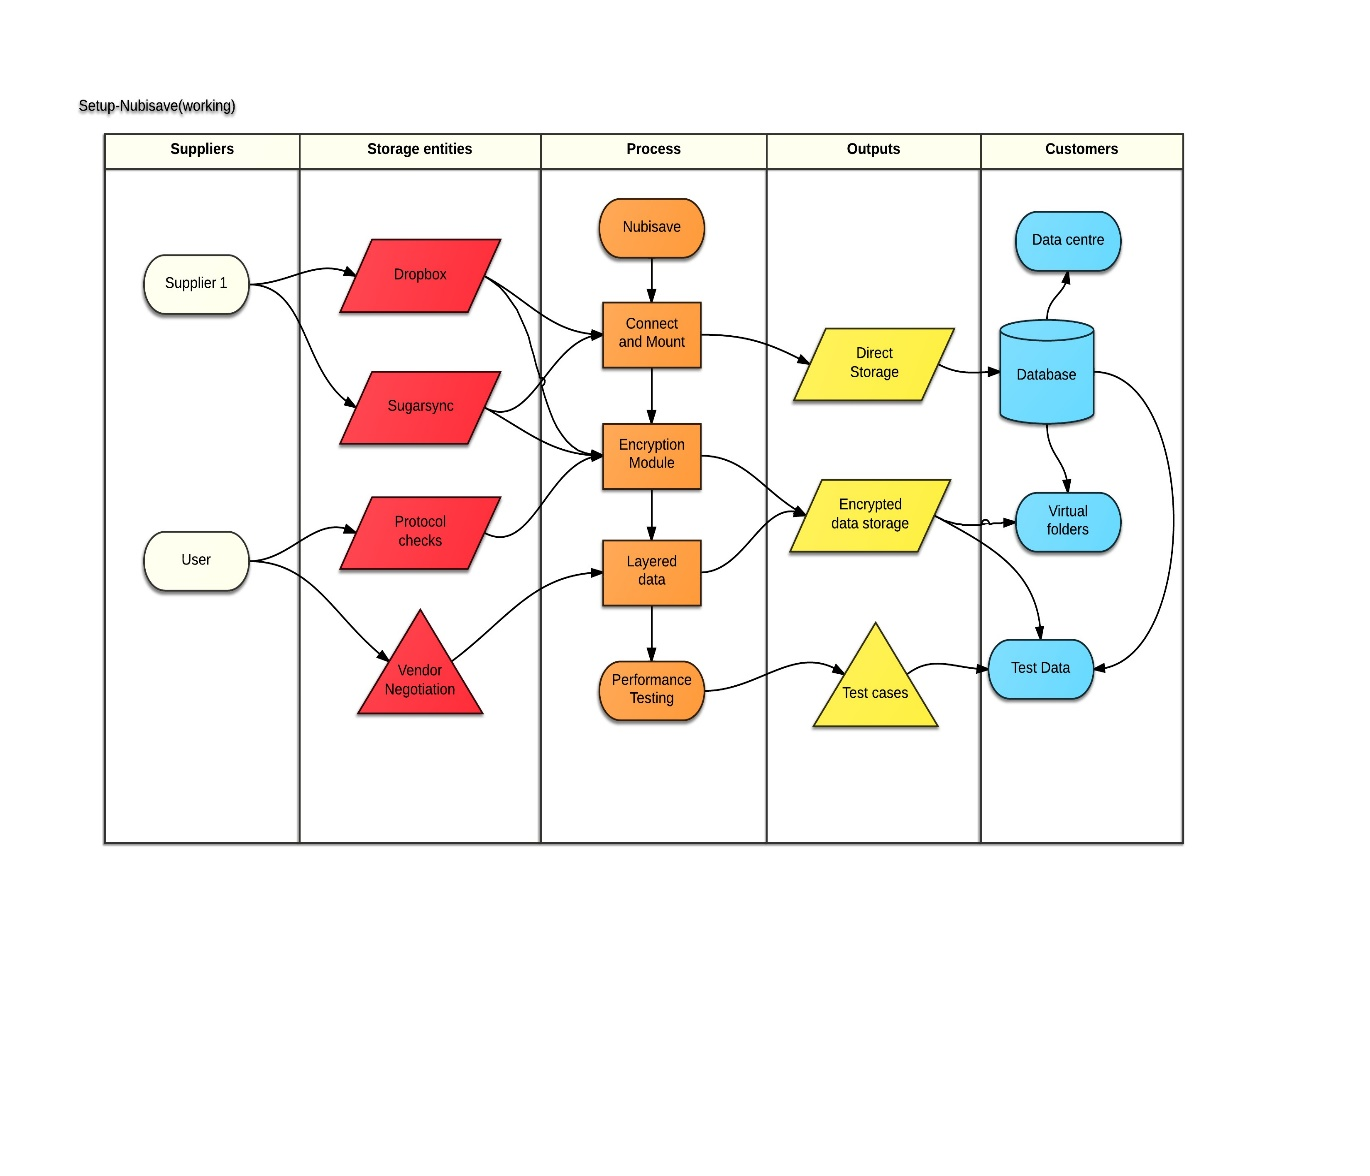 Setup-Nubisave(working)
Suppliers
Storage entities
Process
Outputs
Customers
Supplier 1
User
Dropbox
Sugarsync
Protocol
checks
Vendor
Negotiation
Nubisave
Connect
and Mount
Encryption
Module
Layered
data
Performance
Testing
Direct
Storage
Encrypted
data storage
Test cases
Data centre
Database
Virtual
folders
Test Data